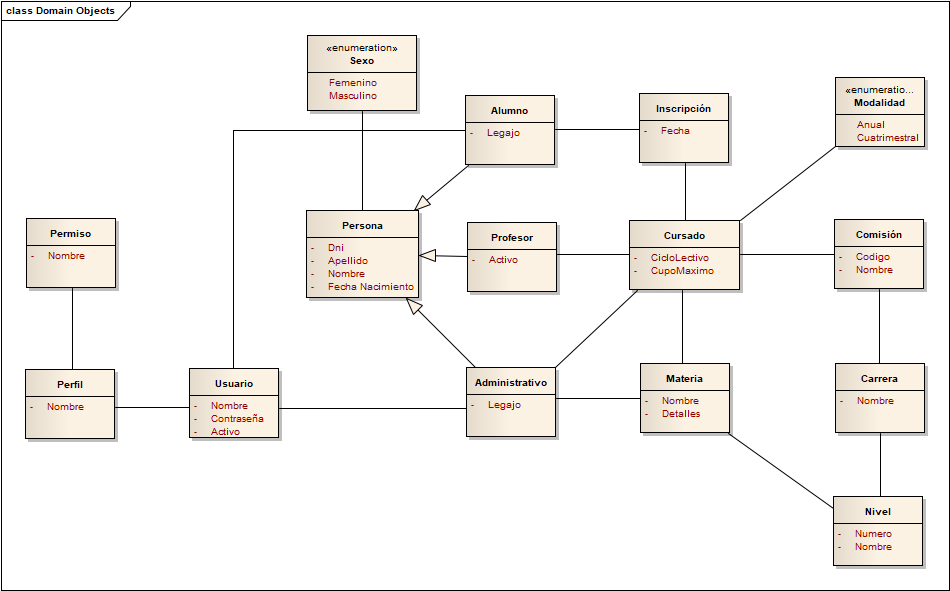 class Domain Objects
«enumeration»
Sexo
Femenino
Masculino
Alumno
- Legajo
Inscripción
- Fecha
«enumeratio...
Modalidad
Anual
Cuatrimestral
Permiso
- Nombre
Persona
- Dni
- Apellido
- Nombre
- Fecha Nacimiento
Profesor
- Activo
Cursado
- CicloLectivo
- CupoMaximo
Comisión
- Codigo
- Nombre
Perfil
- Nombre
Usuario
- Nombre
- Contraseña
- Activo
Administrativo
- Legajo
Materia
- Nombre
- Detalles
Carrera
- Nombre
Nivel
- Numero
- Nombre